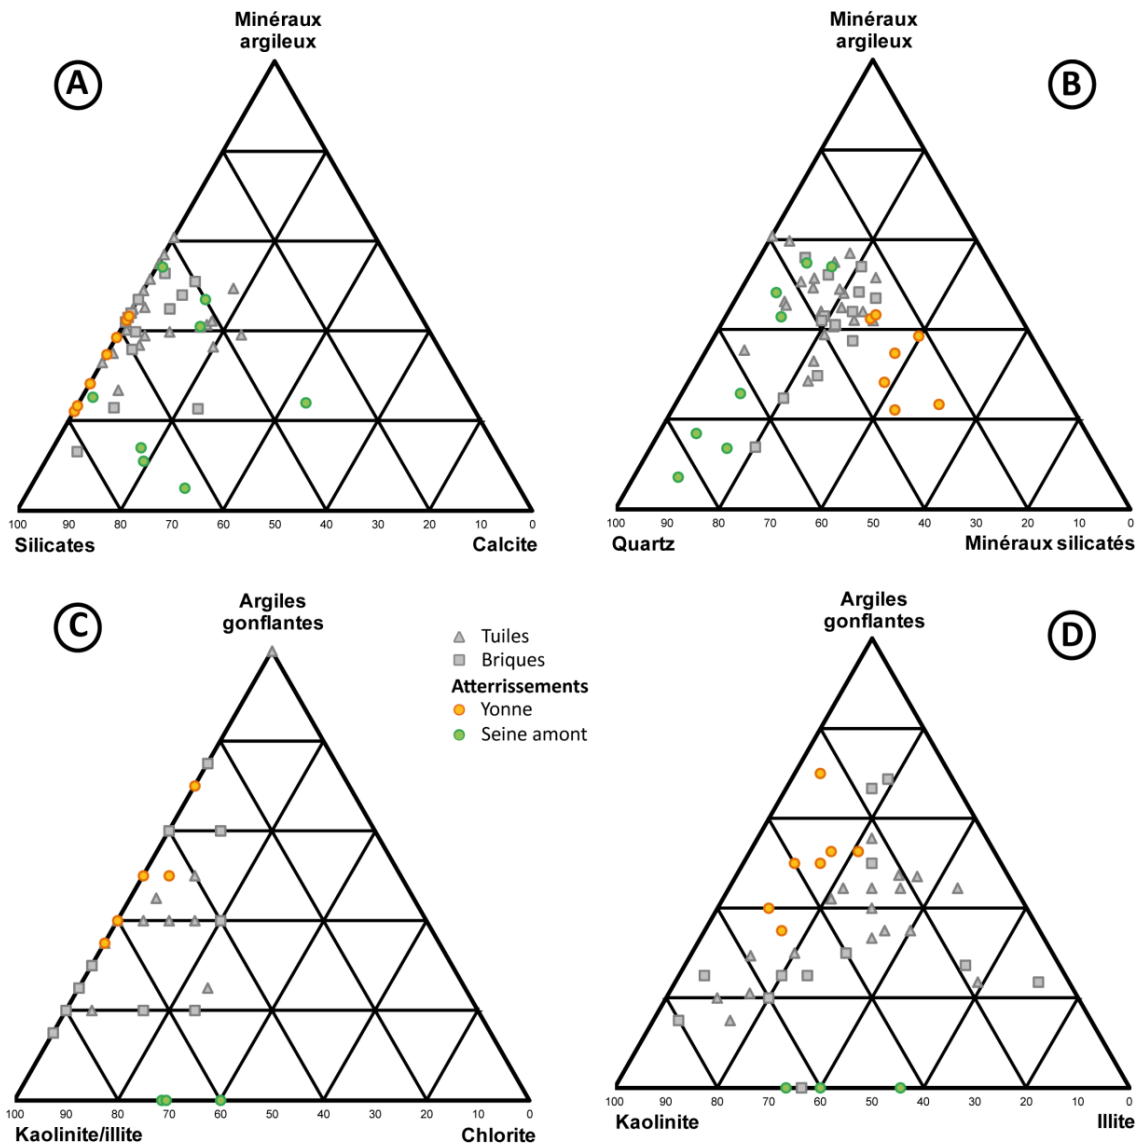 Minéraux
argileux
A
100 90 80 70 60 50 40 30 20 10 0
Silicates
Calcite
Minéraux
argileux
B
100 90 80 70 60 50 40 30 20 10 0
Quartz
Minéraux silicatés
Argiles
gonflantes
C
100 90 80 70 60 50 40 30 20 10 0
Kaolinite/illite
Chlorite
Tuiles
Briques
Atterrissements
Yonne
Seine amont
Argiles
gonflantes
D
100 90 80 70 60 50 40 30 20 10 0
Kaolinite
Illite